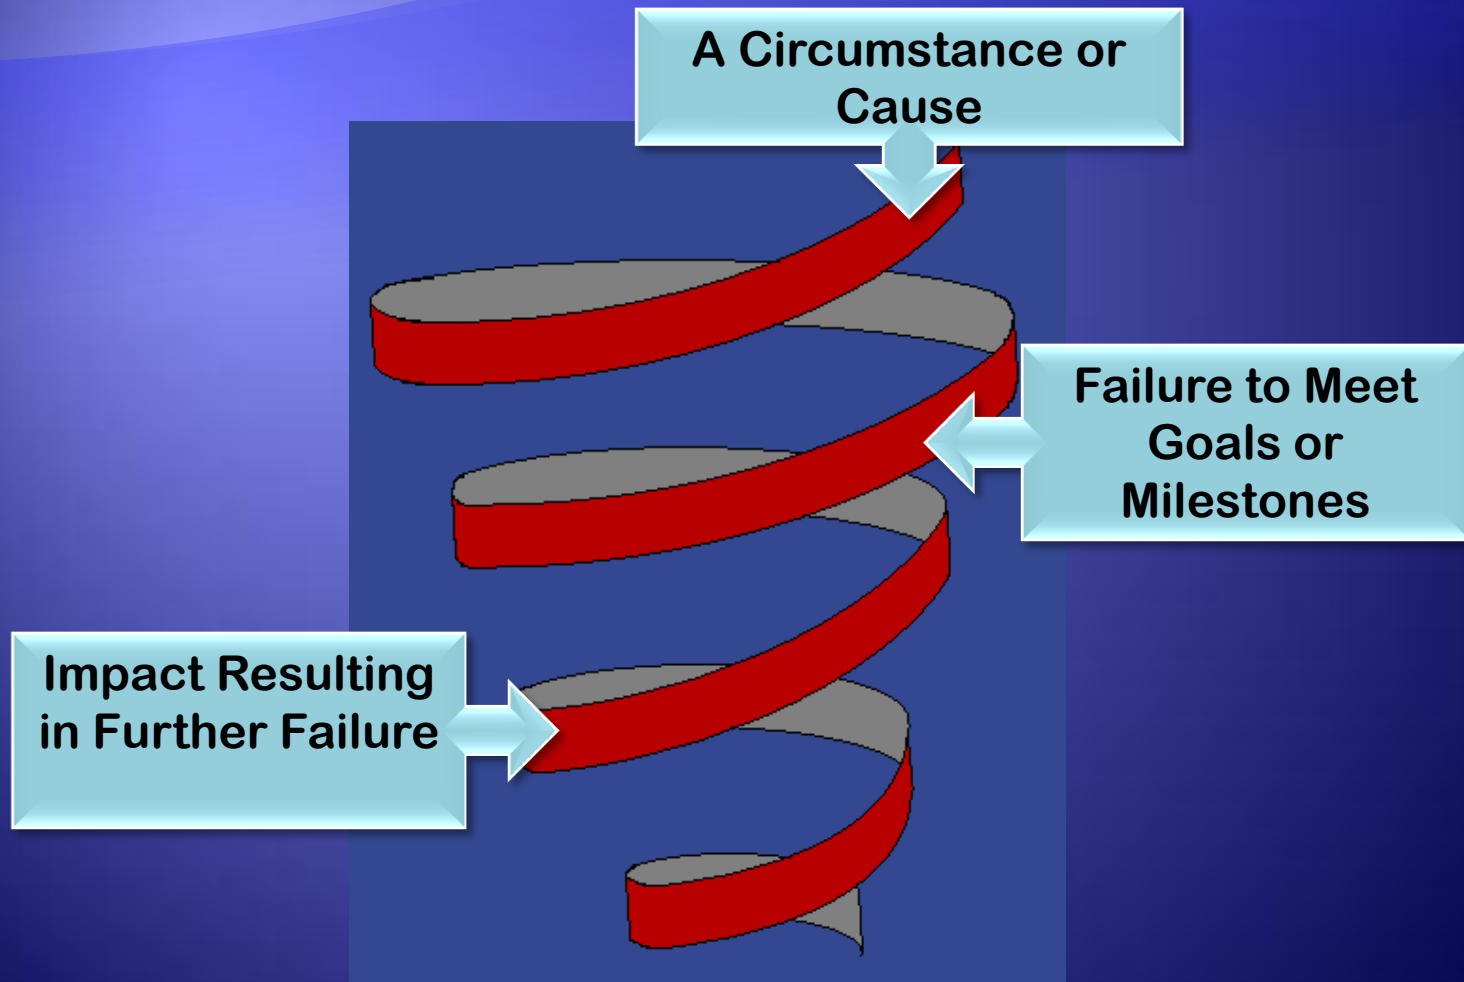 A Circumstance or
Cause
Failure to Meet
Goals or
Milestones
Impact Resulting
in Further Failure